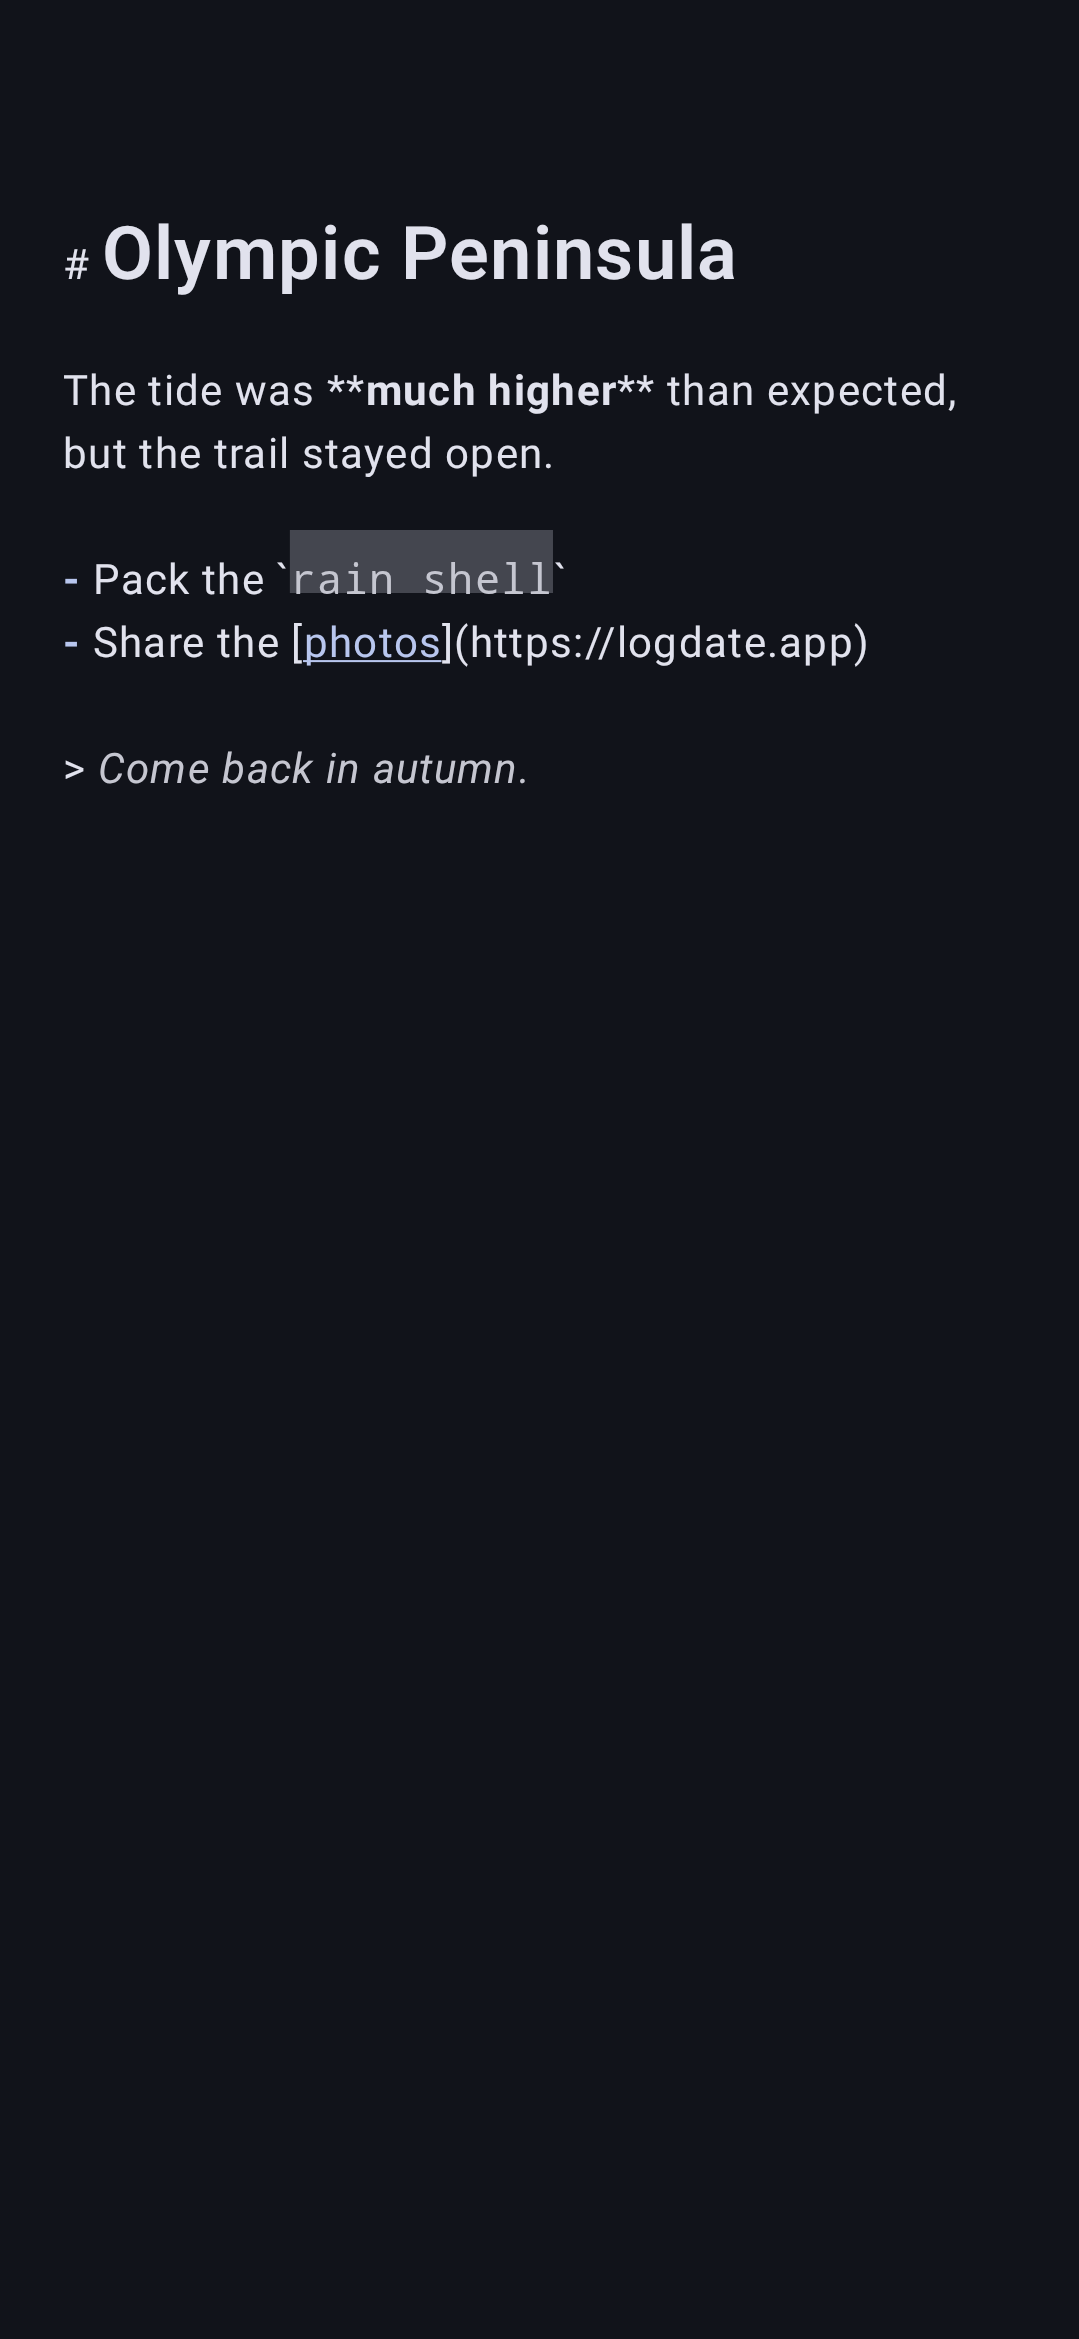 # Olympic Peninsula
The tide was **much higher** than expected,
but the trail stayed open.
- Pack the `rain shell`
- Share the [photos](https://logdate.app)
> Come back in autumn.